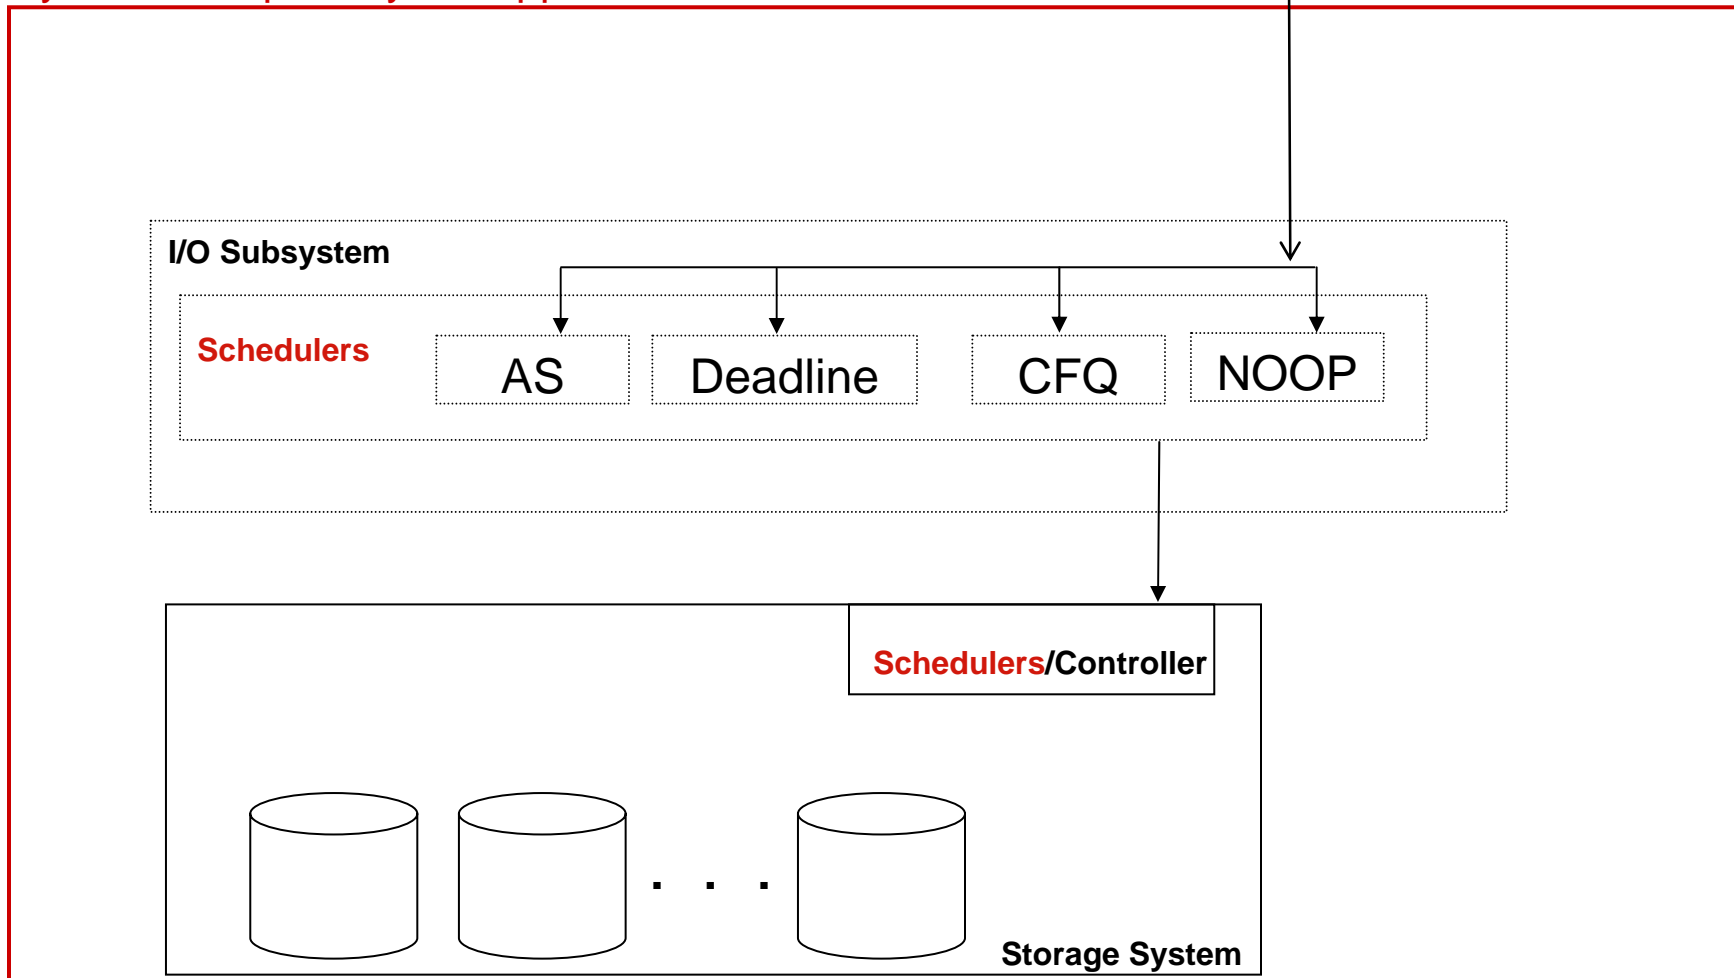 I/O Subsystem
Schedulers
AS
Deadline
CFQ
NOOP
Schedulers/Controller
. . .
Storage System